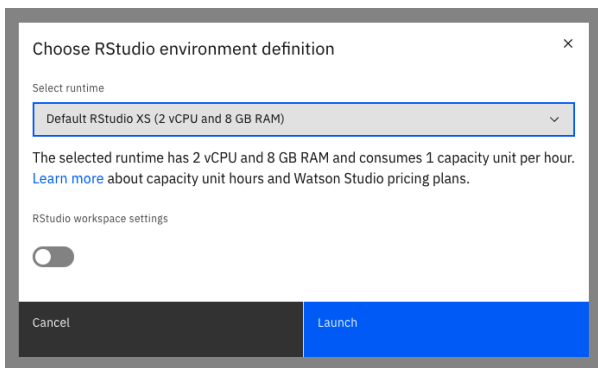 Choose RStudio environment definition
Select runtime
Default RStudio XS (2 vCPU and 8 GB RAM)
The selected runtime has 2 vCPU and 8 GB RAM and consumes 1 capacity unit per hour.
Learn more about capacity unit hours and Watson Studio pricing plans.
RStudio workspace settings
Cancel
Launch